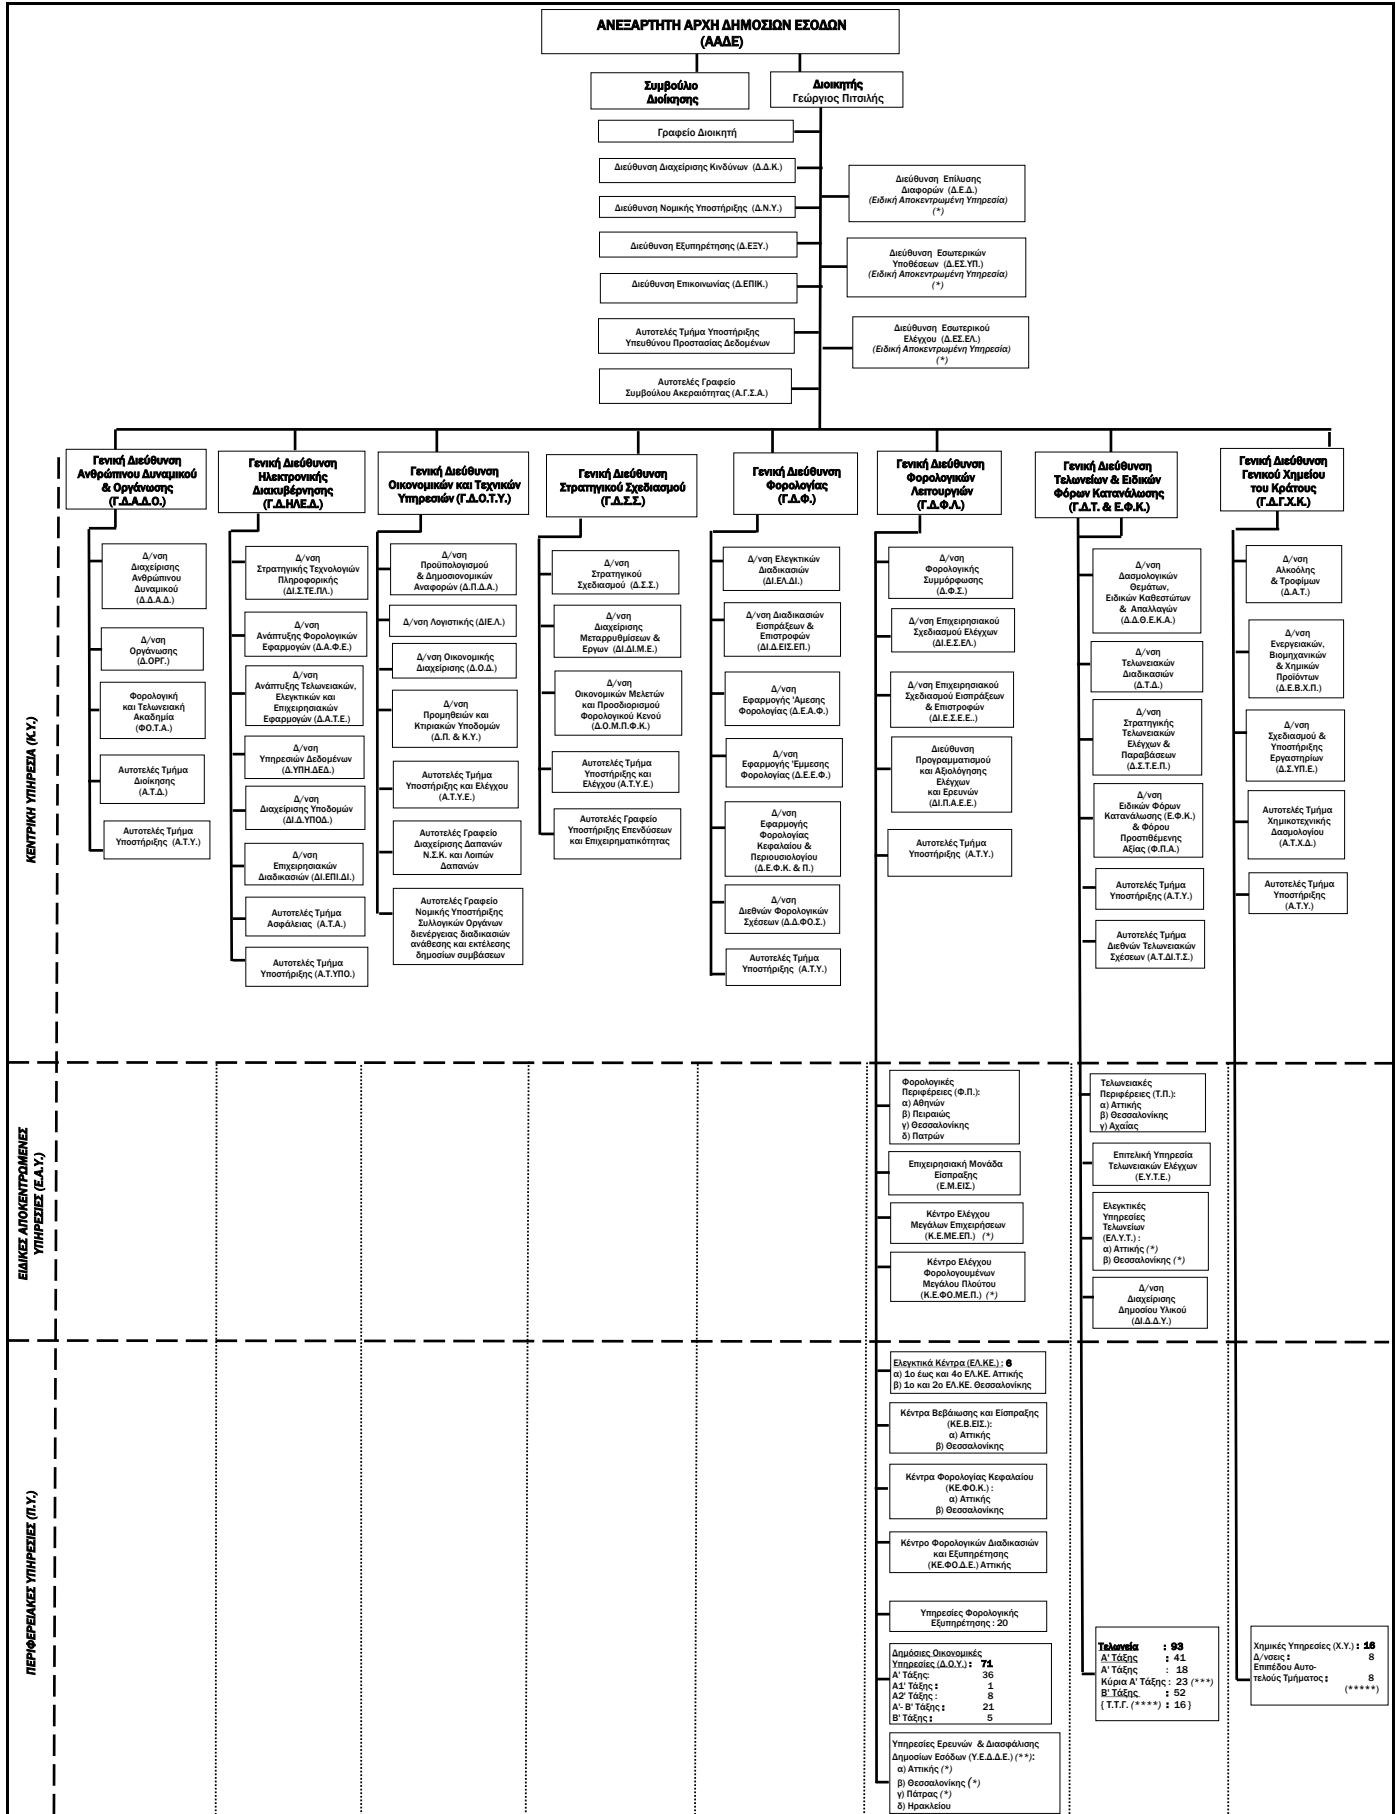 ΑΝΕΞΑΡΤΗΤΗ ΑΡΧΗ ΔΗΜΟΣΙΩΝ ΕΣΟΔΩΝ
(ΑΑΔΕ)
Συμβούλιο
Διοίκησης
Διοικητής
Γεώργιος Πιτσιλής
Γραφείο Διοικητή
Διεύθυνση Διαχείρισης Κινδύνων (Δ.Δ.Κ.)
Διεύθυνση Νομικής Υποστήριξης (Δ.Ν.Υ.)
Διεύθυνση Εξυπηρέτησης (Δ.ΕΞΥ.)
Διεύθυνση Επικοινωνίας (Δ.ΕΠΙΚ.)
Αυτοτελές Τμήμα Υποστήριξης
Υπευθύνου Προστασίας Δεδομένων
Αυτοτελές Γραφείο
Συμβούλου Ακεραιότητας (Α.Γ.Σ.Α.)
Διεύθυνση Επίλυσης
Διαφορών (Δ.Ε.Δ.)
(Ειδική Αποκεντρωμένη Υπηρεσία)
(*)
Διεύθυνση Εσωτερικών
Υποθέσεων (Δ.ΕΣ.ΥΠ.)
(Ειδική Αποκεντρωμένη Υπηρεσία)
(*)
Διεύθυνση Εσωτερικού
Ελέγχου (Δ.ΕΣ.ΕΛ.)
(Ειδική Αποκεντρωμένη Υπηρεσία)
(*)
ΚΕΝΤΡΙΚΗ ΥΠΗΡΕΣΙΑ (Κ.Υ.)
Γενική Διεύθυνση
Ανθρώπινου Δυναμικού
& Οργάνωσης
(Γ.Δ.Α.Δ.Ο.)
Δ/νση
Διαχείρισης
Ανθρώπινου
Δυναμικού
(Δ.Δ.Α.Δ.)
Δ/νση
Οργάνωσης
(Δ.ΟΡΓ.)
Φορολογική
και Τελωνειακή
Ακαδημία
(ΦΟ.Τ.Α.)
Αυτοτελές Τμήμα
Διοίκησης
(Α.Τ.Δ.)
Αυτοτελές Τμήμα
Υποστήριξης (Α.Τ.Υ.)
Γενική Διεύθυνση
Ηλεκτρονικής
Διακυβέρνησης
(Γ.Δ.ΗΛΕ.Δ.)
Δ/νση
Στρατηγικής Τεχνολογιών
Πληροφορικής
(ΔΙ.Σ.ΤΕ.ΠΛ.)
Δ/νση
Ανάπτυξης Φορολογικών
Εφαρμογών (Δ.Α.Φ.Ε.)
Δ/νση
Ανάπτυξης Τελωνειακών,
Ελεγκτικών και
Επιχειρησιακών
Εφαρμογών (Δ.Α.Τ.Ε.)
Δ/νση
Υπηρεσιών Δεδομένων
(Δ.ΥΠΗ.ΔΕΔ.)
Δ/νση
Διαχείρισης Υποδομών
(ΔΙ.Δ.ΥΠΟΔ.)
Δ/νση
Επιχειρησιακών
Διαδικασιών (ΔΙ.ΕΠΙ.ΔΙ.)
Αυτοτελές Τμήμα
Ασφάλειας (Α.Τ.Α.)
Αυτοτελές Τμήμα
Υποστήριξης (Α.Τ.ΥΠΟ.)
Γενική Διεύθυνση
Οικονομικών και Τεχνικών
Υπηρεσιών (Γ.Δ.Ο.Τ.Υ.)
Δ/νση
Προϋπολογισμού
& Δημοσιονομικών
Αναφορών (Δ.Π.Δ.Α.)
Δ/νση Λογιστικής (ΔΙΕ.Λ.)
Δ/νση Οικονομικής
Διαχείρισης (Δ.Ο.Δ.)
Δ/νση
Προμηθειών και
Κτιριακών Υποδομών
(Δ.Π. & Κ.Υ.)
Αυτοτελές Τμήμα
Υποστήριξης και Ελέγχου
(Α.Τ.Υ.Ε.)
Αυτοτελές Γραφείο
Διαχείρισης Δαπανών
Ν.Σ.Κ. και Λοιπών
Δαπανών
Αυτοτελές Γραφείο
Νομικής Υποστήριξης
Συλλογικών Οργάνων
διενέργειας διαδικασιών
ανάθεσης και εκτέλεσης
δημοσίων συμβάσεων
Γενική Διεύθυνση
Στρατηγικού Σχεδιασμού
(Γ.Δ.Σ.Σ.)
Δ/νση
Στρατηγικού
Σχεδιασμού (Δ.Σ.Σ.)
Δ/νση
Διαχείρισης
Μεταρρυθμίσεων &
Εργων (ΔΙ.ΔΙ.Μ.Ε.)
Δ/νση
Οικονομικών Μελετών
και Προσδιορισμού
Φορολογικού Κενού
(Δ.Ο.Μ.Π.Φ.Κ.)
Αυτοτελές Τμήμα
Υποστήριξης και
Ελέγχου (Α.Τ.Υ.Ε.)
Αυτοτελές Γραφείο
Υποστήριξης Επενδύσεων
και Επιχειρηματικότητας
Γενική Διεύθυνση
Φορολογίας
(Γ.Δ.Φ.)
Δ/νση Ελεγκτικών
Διαδικασιών
(ΔΙ.ΕΛ.ΔΙ.)
Δ/νση Διαδικασιών
Εισπράξεων &
Επιστροφών
(ΔΙ.Δ.ΕΙΣ.ΕΠ.)
Δ/νση
Εφαρμογής 'Αμεσης
Φορολογίας (Δ.Ε.Α.Φ.)
Δ/νση
Εφαρμογής Έμμεσης
Φορολογίας (Δ.Ε.Ε.Φ.)
Δ/νση
Εφαρμογής
Φορολογίας
Κεφαλαίου &
Περιουσιολογίου
(Δ.Ε.Φ.Κ. & Π.)
Δ/νση
Διεθνών Φορολογικών
Σχέσεων (Δ.Δ.ΦΟ.Σ.)
Αυτοτελές Τμήμα
Υποστήριξης (Α.Τ.Υ.)
Γενική Διεύθυνση
Φορολογικών
Λειτουργιών
(Γ.Δ.Φ.Λ.)
Δ/νση
Φορολογικής
Συμμόρφωσης
(Δ.Φ.Σ.)
Δ/νση Επιχειρησιακού
Σχεδιασμού Ελέγχων
(ΔΙ.Ε.Σ.ΕΛ.)
Δ/νση Επιχειρησιακού
Σχεδιασμού Εισπράξεων
& Επιστροφών
(ΔΙ.Ε.Σ.Ε.Ε..)
Διεύθυνση
Προγραμματισμού
και Αξιολόγησης
Ελέγχων
και Ερευνών
(ΔΙ.Π.Α.Ε.Ε.)
Αυτοτελές Τμήμα
Υποστήριξης (Α.Τ.Υ.)
Γενική Διεύθυνση
Τελωνείων & Ειδικών
Φόρων Κατανάλωσης
(Γ.Δ.Τ. & Ε.Φ.Κ.)
Δ/νση
Δασμολογικών
Θεμάτων,
Ειδικών Καθεστώτων
& Απαλλαγών
(Δ.Δ.Θ.Ε.Κ.Α.)
Δ/νση
Τελωνειακών
Διαδικασιών
(Δ.Τ.Δ.)
Δ/νση
Στρατηγικής
Τελωνειακών
Ελέγχων &
Παραβάσεων
(Δ.Σ.Τ.Ε.Π.)
Δ/νση
Ειδικών Φόρων
Κατανάλωσης (Ε.Φ.Κ.)
& Φόρου
Προστιθέμενης
Αξίας (Φ.Π.Α.)
Αυτοτελές Τμήμα
Υποστήριξης (Α.Τ.Υ.)
Αυτοτελές Τμήμα
Διεθνών Τελωνειακών
Σχέσεων (Α.Τ.ΔΙ.Τ.Σ.)
Γενική Διεύθυνση
Γενικού Χημείου
του Κράτους
(Γ.Δ.Γ.Χ.Κ.)
Δ/νση
Αλκοόλης
& Τροφίμων
(Δ.Α.Τ.)
Δ/νση
Ενεργειακών,
Βιομηχανικών
& Χημικών
Προϊόντων
(Δ.Ε.Β.Χ.Π.)
Δ/νση
Σχεδιασμού &
Υποστήριξης
Εργαστηρίων
(Δ.Σ.ΥΠ.Ε.)
Αυτοτελές Τμήμα
Χημικοτεχνικής
Δασμολογίου
(Α.Τ.Χ.Δ.)
Αυτοτελές Τμήμα
Υποστήριξης
(Α.Τ.Υ.)
ΕΙΔΙΚΕΣ ΑΠΟΚΕΝΤΡΩΜΕΝΕΣ
ΥΠΗΡΕΣΙΕΣ (Ε.Α.Υ.)
Φορολογικές
Περιφέρειες (Φ.Π.):
α) Αθηνών
β) Πειραιώς
γ) Θεσσαλονίκης
δ) Πατρών
Επιχειρησιακή Μονάδα
Είσπραξης
(Ε.Μ.ΕΙΣ.)
Κέντρο Ελέγχου
Μεγάλων Επιχειρήσεων
(Κ.Ε.ΜΕ.ΕΠ.) (*)
Κέντρο Ελέγχου
Φορολογουμένων
Μεγάλου Πλούτου
(Κ.Ε.ΦΟ.ΜΕ.Π.) (*)
Τελωνειακές
Περιφέρειες (Τ.Π.):
α) Αττικής
β) Θεσσαλονίκης
γ) Αχαΐας
Επιτελική Υπηρεσία
Τελωνειακών Ελέγχων
(Ε.Υ.Τ.Ε.)
Ελεγκτικές
Υπηρεσίες
Τελωνείων
(ΕΛ.Υ.Τ.) :
α) Αττικής (*)
β) Θεσσαλονίκης (*)
Δ/νση
Διαχείρισης
Δημοσίου Υλικού
(ΔΙ.Δ.Δ.Υ.)
ΠΕΡΙΦΕΡΕΙΑΚΕΣ ΥΠΗΡΕΣΙΕΣ (Π.Υ.)
Ελεγκτικά Κέντρα (ΕΛ.ΚΕ.) : 6
α) 1ο έως και 4ο ΕΛ.ΚΕ. Αττικής
β) 1ο και 2ο ΕΛ.ΚΕ. Θεσσαλονίκης
Κέντρα Βεβάιωσης και Είσπραξης
(ΚΕ.Β.ΕΙΣ.):
α) Αττικής
β) Θεσσαλονίκης
Κέντρα Φορολογίας Κεφαλαίου
(ΚΕ.ΦΟ.Κ.) :
α) Αττικής
β) Θεσσαλονίκης
Κέντρο Φορολογικών Διαδικασιών
και Εξυπηρέτησης
(ΚΕ.ΦΟ.Δ.Ε.) Αττικής
Υπηρεσίες Φορολογικής
Εξυπηρέτησης : 20
Δημόσιες Οικονομικές
Υπηρεσίες (Δ.Ο.Υ.) : 71
Α' Τάξης: 36
Α1' Τάξης : 1
Α2' Τάξης : 8
Α'- Β' Τάξης : 21
Β' Τάξης : 5
Υπηρεσίες Ερευνών & Διασφάλισης
Δημοσίων Εσόδων (Υ.Ε.Δ.Δ.Ε.) (**):
α) Αττικής (*)
β) Θεσσαλονίκης (*)
γ) Πάτρας (*)
δ) Ηρακλείου
Τελωνεία : 93
Α' Τάξης : 41
Α' Τάξης : 18
Κύρια Α' Τάξης : 23 (***)
Β' Τάξης : 52
{ Τ.Τ.Γ. (****) : 16 }
Χημικές Υπηρεσίες (Χ.Υ.) : 16
Δ/νσεις : 8
Επιπέδου Αυτο-
τελούς Τμήματος : 8
(*****)